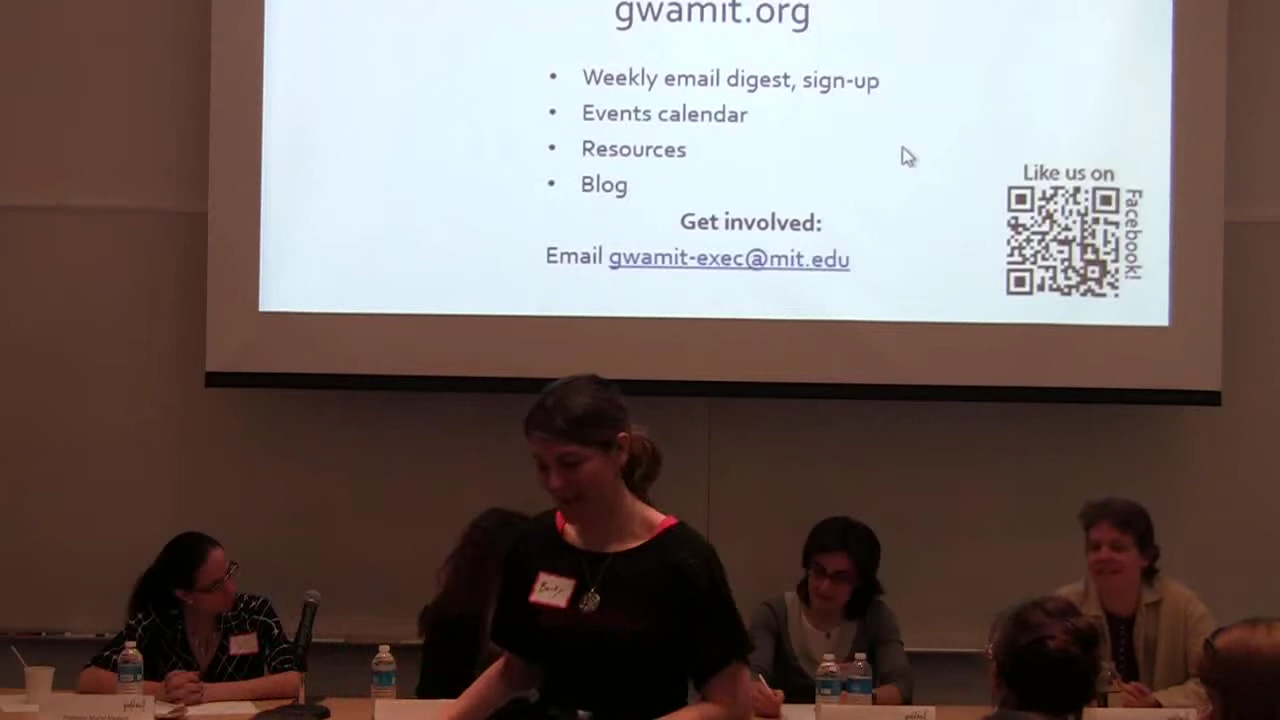 gwamit.org
• Weekly email digest, sign-up
• Events calendar
• Resources
• Blog
Get involved:
Email gwamit-exec@mit.edu
Like us on
Facebook!
Becky